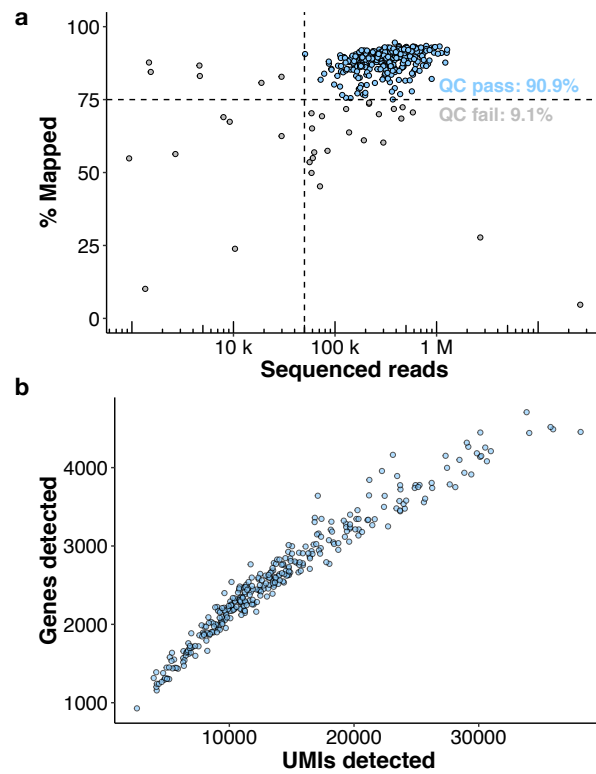 a
100
75
50
25
0
% Mapped
QC pass: 90.9%
QC fail: 9.1%
10 k
100 k
1 M
Sequenced reads
b
4000
3000
2000
1000
Genes detected
10000
20000
30000
UMIs detected